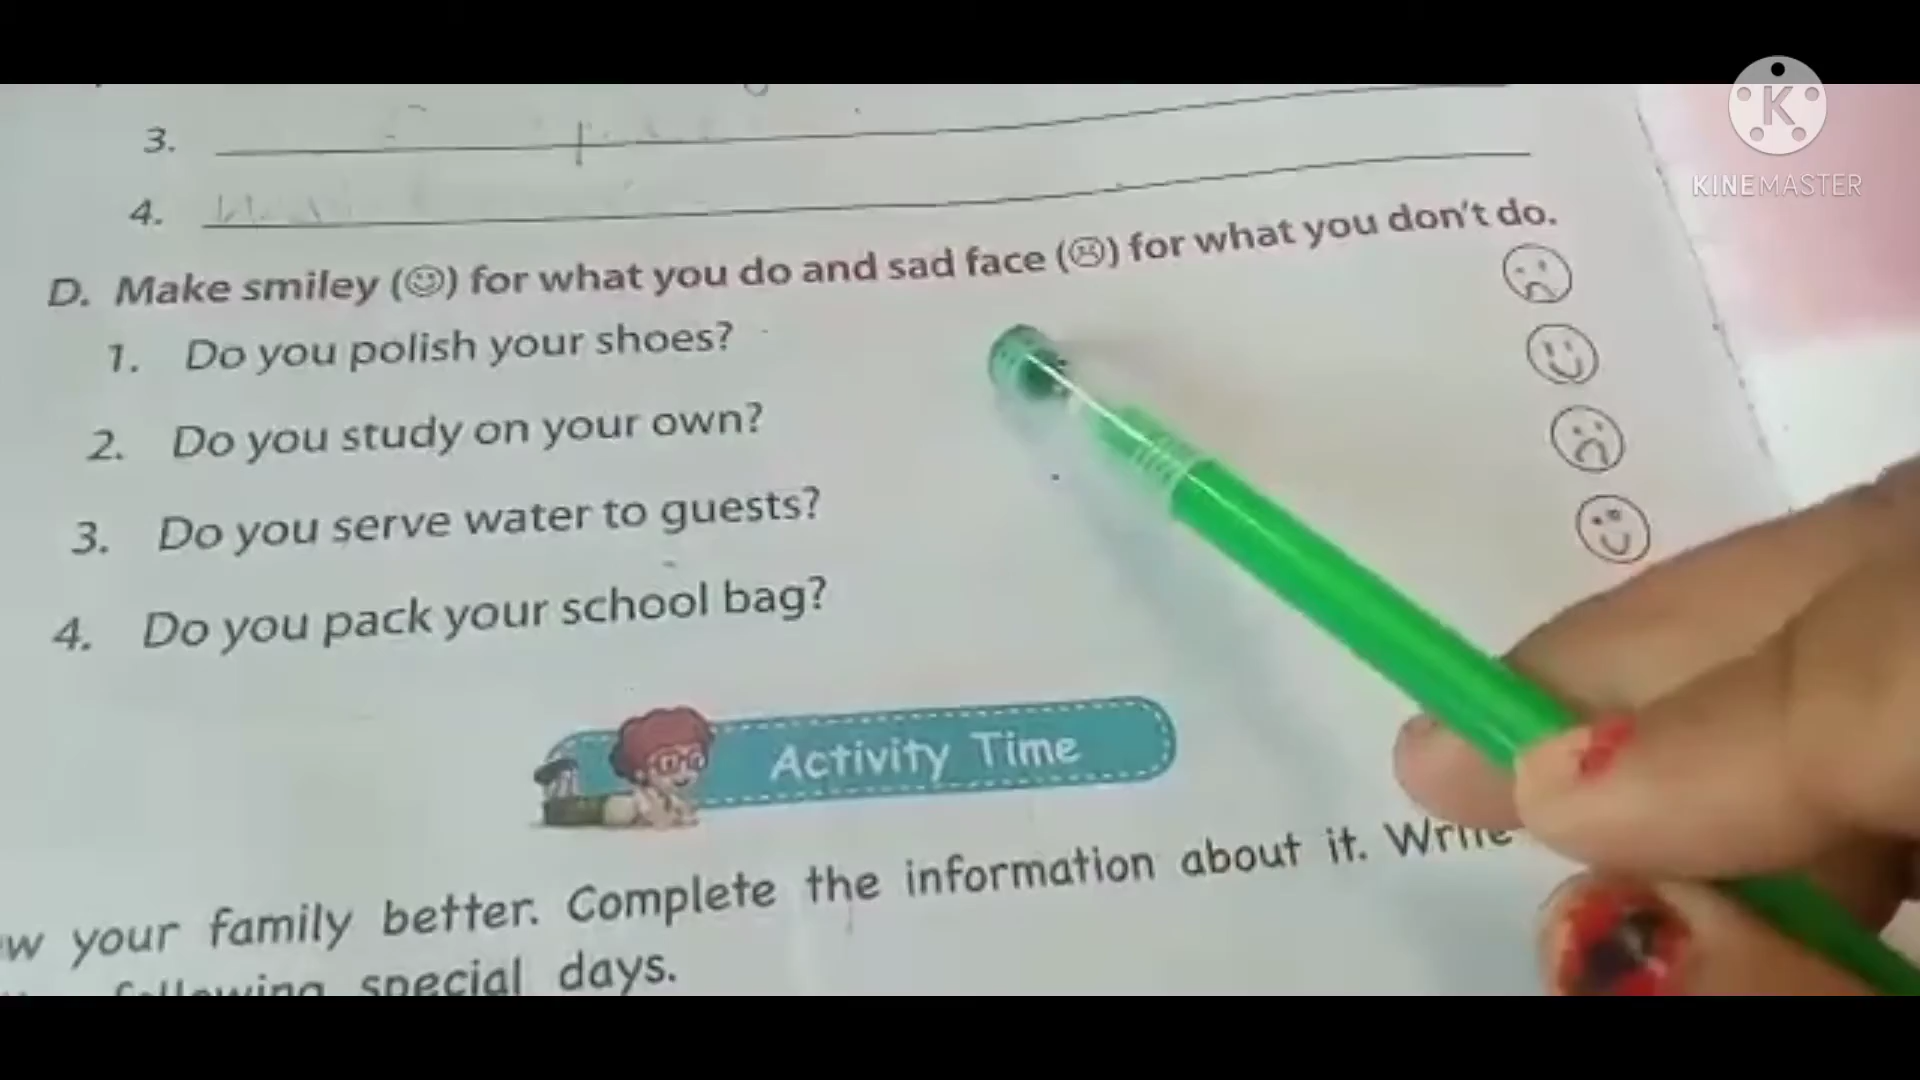 KINEMASTER
3.
4.
D. Make smiley (☺) for what you do and sad face (☹) for what you don't do.
1. Do you polish your shoes?
2. Do you study on your own?
3. Do you serve water to guests?
4. Do you pack your school bag?
Activity Time
your family better. Complete the information about it. Write
following special days.